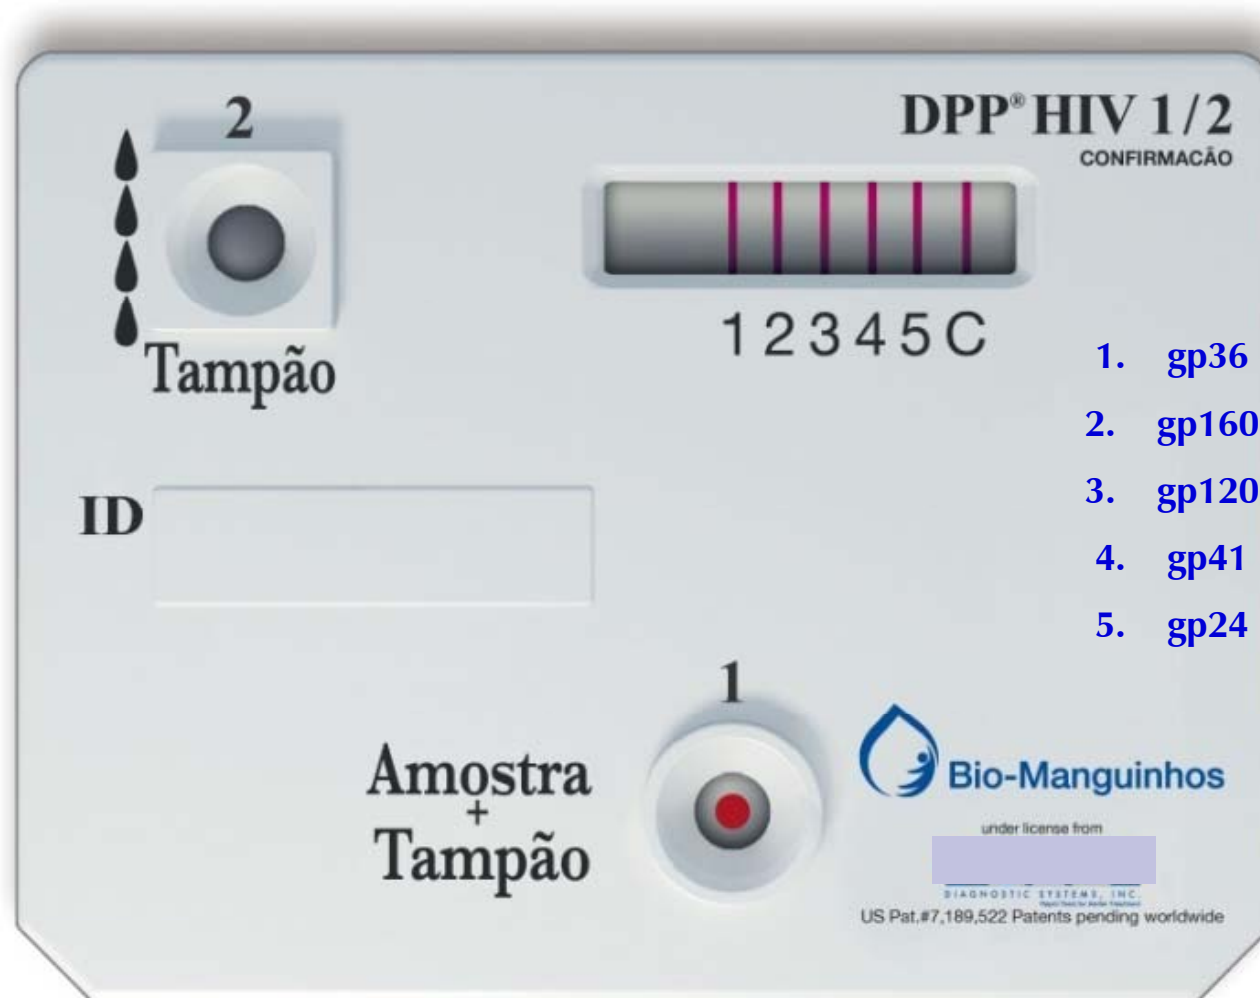 2
DPP® HIV 1/2
CONFIRMACÃO
1 2 3 4 5 C
Tampão
1. gp36
2. gp160
3. gp120
4. gp41
5. gp24
ID
1
Amostra
+
Tampão
Bio-Manguinhos
under license from
DIAGNOSTIC SYSTEMS, INC.
US Pat.#7,189,522 Patents pending worldwide